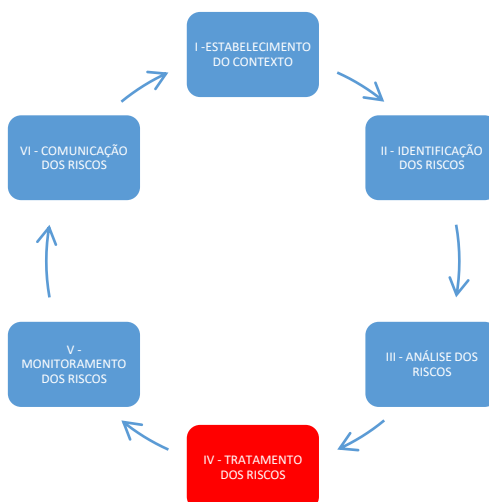 I -ESTABELECIMENTO
DO CONTEXTO
II - IDENTIFICAÇÃO
DOS RISCOS
III - ANÁLISE DOS
RISCOS
IV - TRATAMENTO
DOS RISCOS
V -
MONITORAMENTO
DOS RISCOS
VI - COMUNICAÇÃO
DOS RISCOS